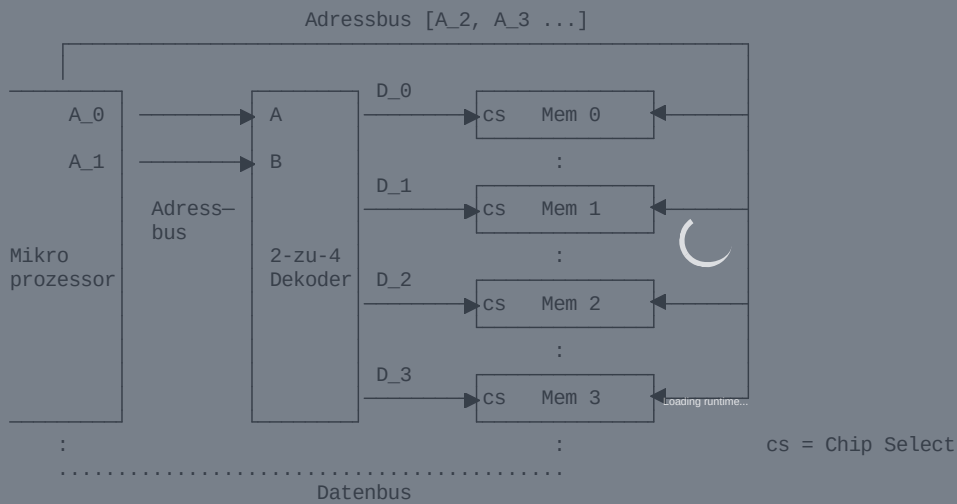 Adressbus [A_2, A_3 ...]
D_0
A_0 A cs Mem 0
A_1 B :
D_1
Adress— cs Mem 1
bus
Mikro 2-zu-4 :
prozessor Dekoder D_2
cs Mem 2
:
D_3
cs Mem 3
Loading runtime...
: : cs = Chip Select
...........................................
Datenbus